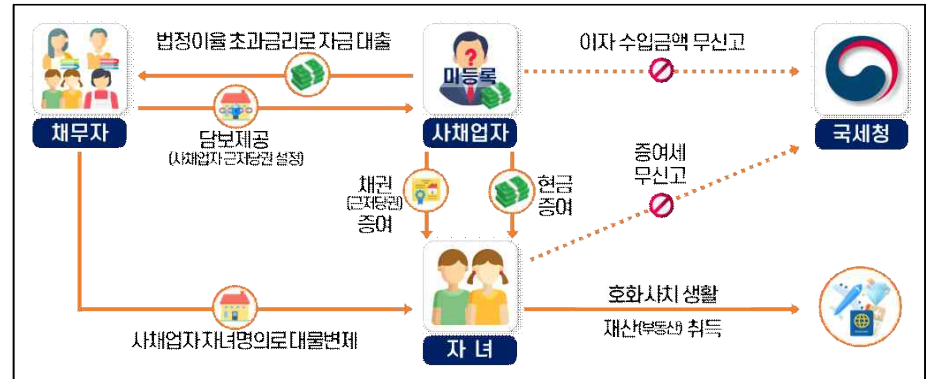 법정이율 초과금리로 자금 대출
이자 수입금액 무신고
?
미등록
채무자
사채업자
국세청
담보제공
(사채업자 근저당권 설정)
증여세
무신고
채권
(근저당권)
증여
현금
증여
호화사치 생활
사채업자 자녀명의로 대물변제
자 녀
재산(부동산) 취득